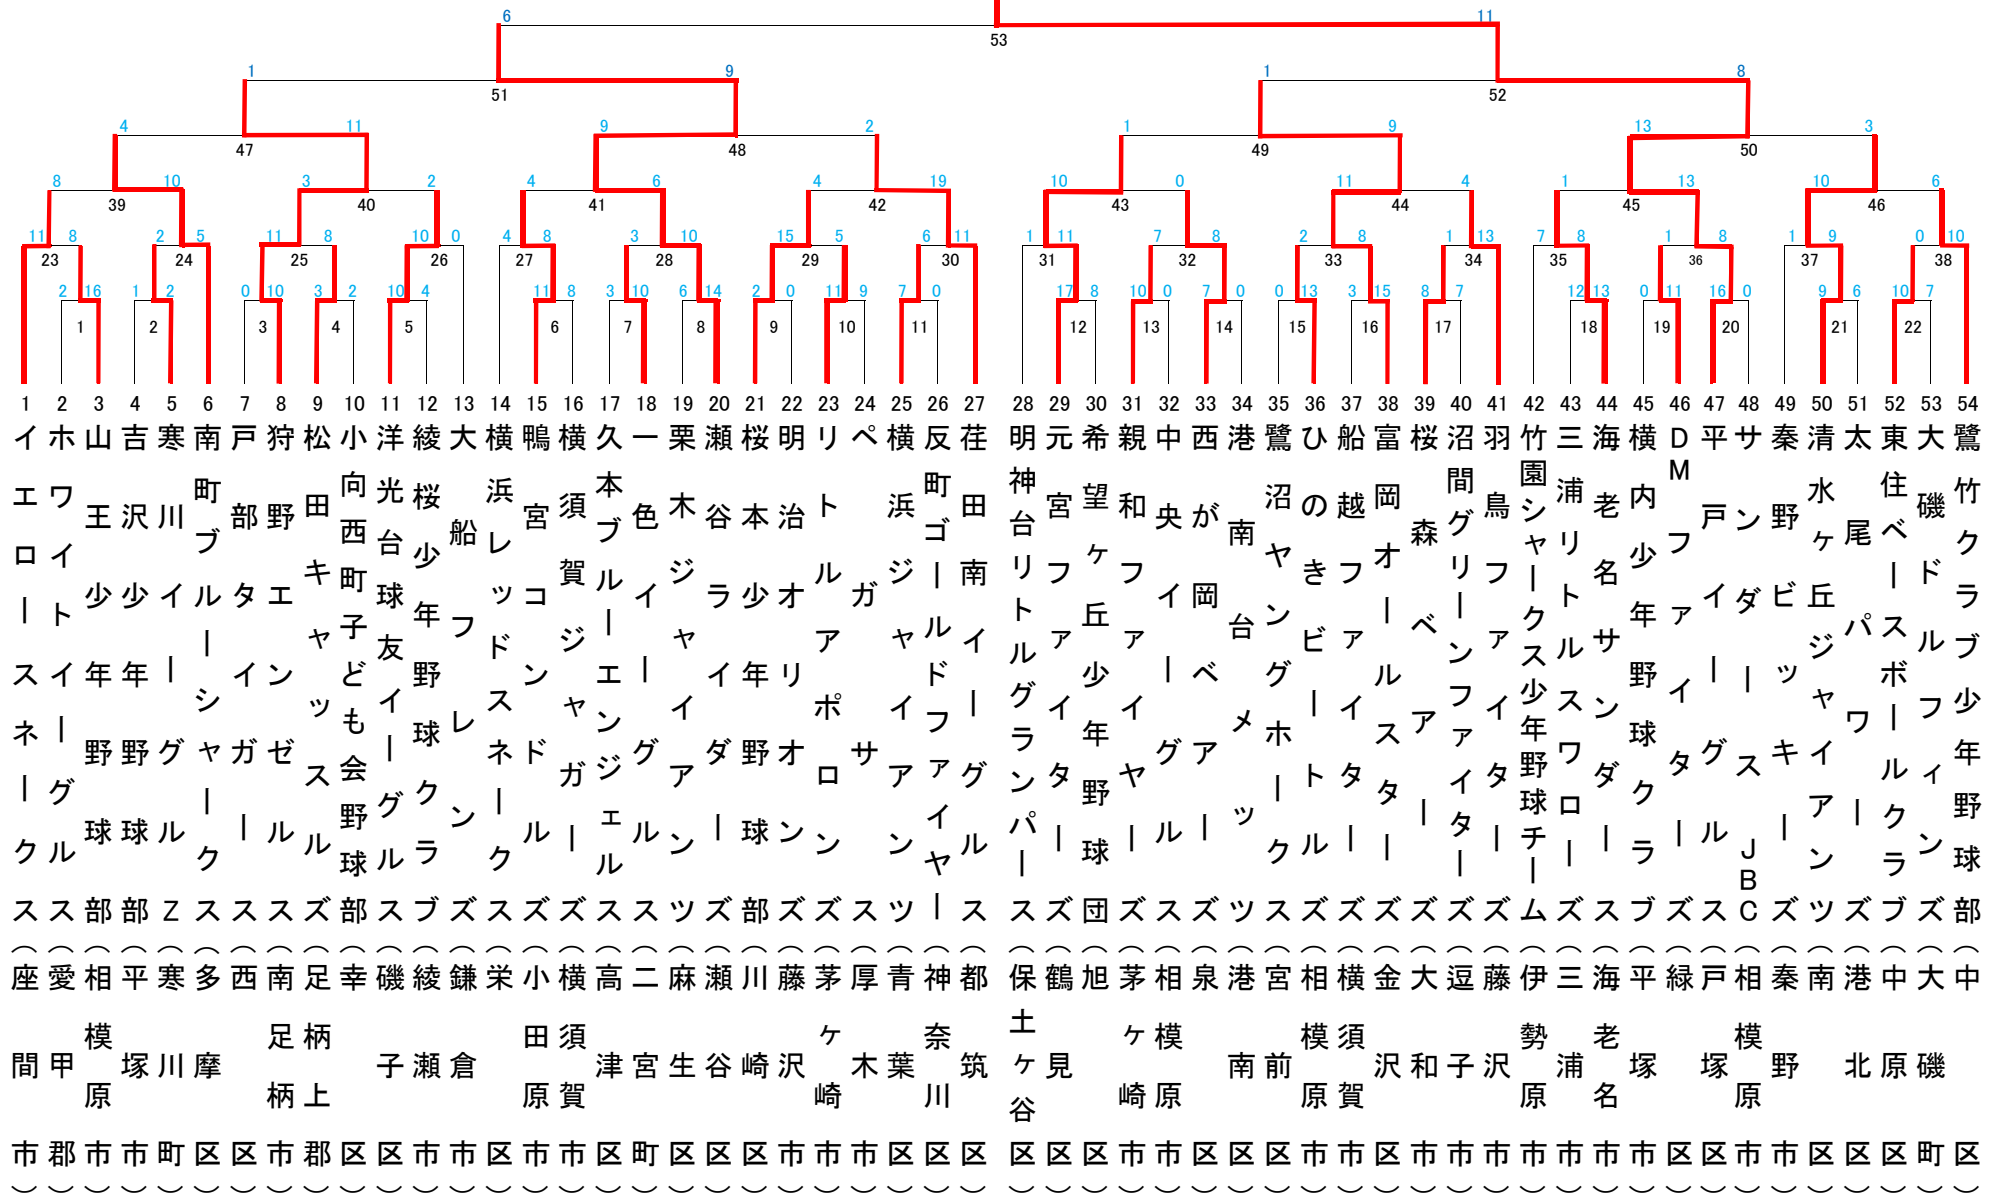 6 11
53
1 9 1 8
51 52
4 11 9 2 1 9 13 3
47 48 49 50
8 10 3 2 4 6 4 19 10 0 11 4 1 13 10 6
39 40 41 42 43 44 45 46
11 8 2 5 11 8 10 0 4 8 3 10 15 5 6 11 1 11 7 8 2 8 1 13 7 8 1 8 1 9 0 10
23 24 25 26 27 28 29 30 31 32 33 34 35 36 37 38
2 16 1 2 0 10 3 2 10 4 11 8 3 10 6 14 2 0 11 9 7 0 17 8 10 0 7 0 0 13 3 15 8 7 12 13 0 11 16 0 9 6 10 7
1 2 3 4 5 6 7 8 9 10 11 12 13 14 15 16 17 18 19 20 21 22
1 イエロースネークス(座間市)
2 ホワイトイーグルス(愛甲郡)
3 山王少年野球部(相模原市)
4 吉沢少年野球部(平塚市)
5 寒川イーグルZ(寒川町)
6 南町ブルーシャークス(多摩区)
7 戸部タイガース(西区)
8 狩野エンゼルス(南足柄市)
9 松田キャッスルズ(足柄上郡)
10 小向西町子ども会野球部(幸区)
11 洋光台球友イーグルス(磯子区)
12 綾桜少年野球クラブ(綾瀬市)
13 大船フレンズ(鎌倉市)
14 横浜レッドスネークス(栄区)
15 鴨宮コンドルズ(小田原市)
16 横須賀ジャガーズ(横須賀市)
17 久本ブルーエンジェルス(高津区)
18 一色イーグルス(二宮町)
19 栗木ジャイアンツ(麻生区)
20 瀬谷ライダーズ(瀬谷区)
21 桜本少年野球部(川崎区)
22 明治オリオンズ(藤沢市)
23 リトルアポロンズ(茅ケ崎市)
24 ペガサス(厚木市)
25 横浜ジャイアンツ(青葉区)
26 反町ゴールドファイヤー(神奈川区)
27 荏田南イーグルス(都筑区)
28 明神台リトルグランパース(保土ケ谷区)
29 元宮ファイターズ(鶴見区)
30 希望ヶ丘少年野球団(旭区)
31 親和ファイヤーズ(茅ケ崎市)
32 中央イーグルス(相模原市)
33 西が岡ベアーズ(泉区)
34 港南台メッツ(港南区)
35 鷺沼ヤングホークス(宮前区)
36 ひのきビートルズ(相模原市)
37 船越ファイターズ(横須賀市)
38 富岡オールスターズ(金沢区)
39 桜森ベアーズ(大和市)
40 沼間グリーンファイターズ(逗子市)
41 羽鳥ファイターズ(藤沢市)
42 竹園シャークス少年野球チーム(伊勢原市)
43 三浦リトルスワローズ(三浦市)
44 海老名サンダース(海老名市)
45 横内少年野球クラブ(平塚市)
46 DMファイターズ(緑区)
47 平戸イーグルス(戸塚区)
48 サンダースJBC(相模原市)
49 秦野ビッキーズ(秦野市)
50 清水ヶ丘ジャイアンツ(南区)
51 太尾パワーズ(港北区)
52 東住ベースボールクラブ(中原区)
53 大磯ドルフィンズ(大磯町)
54 鷺竹クラブ少年野球部(中区)